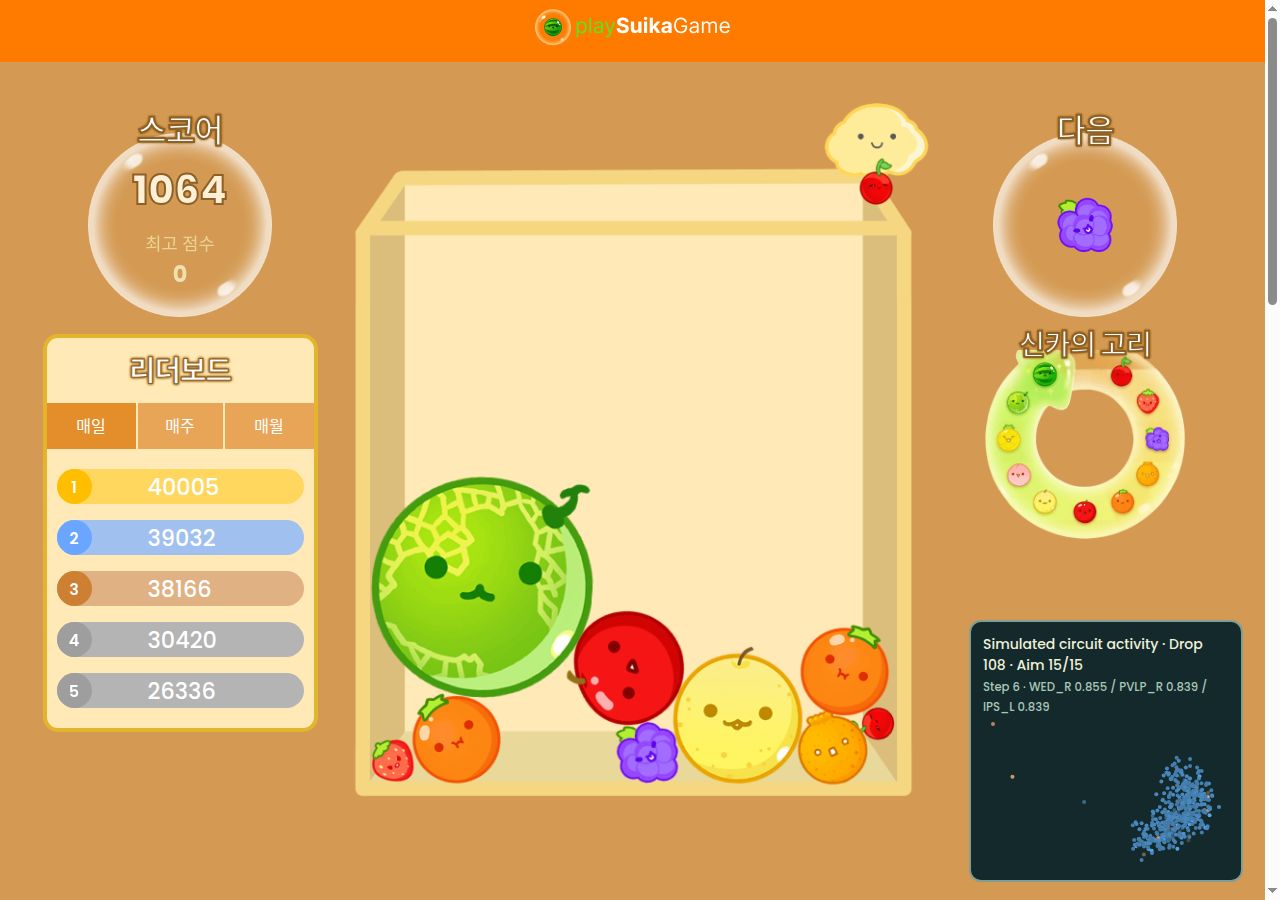 playSuikaGame
스코어
1064
최고 점수
0
다음
리더보드
매일 매주 매월
1 40005
2 39032
3 38166
4 30420
5 26336
신카의 고리
Simulated circuit activity · Drop
108 · Aim 15/15
Step 6 · WED_R 0.855 / PVLP_R 0.839 /
IPS_L 0.839